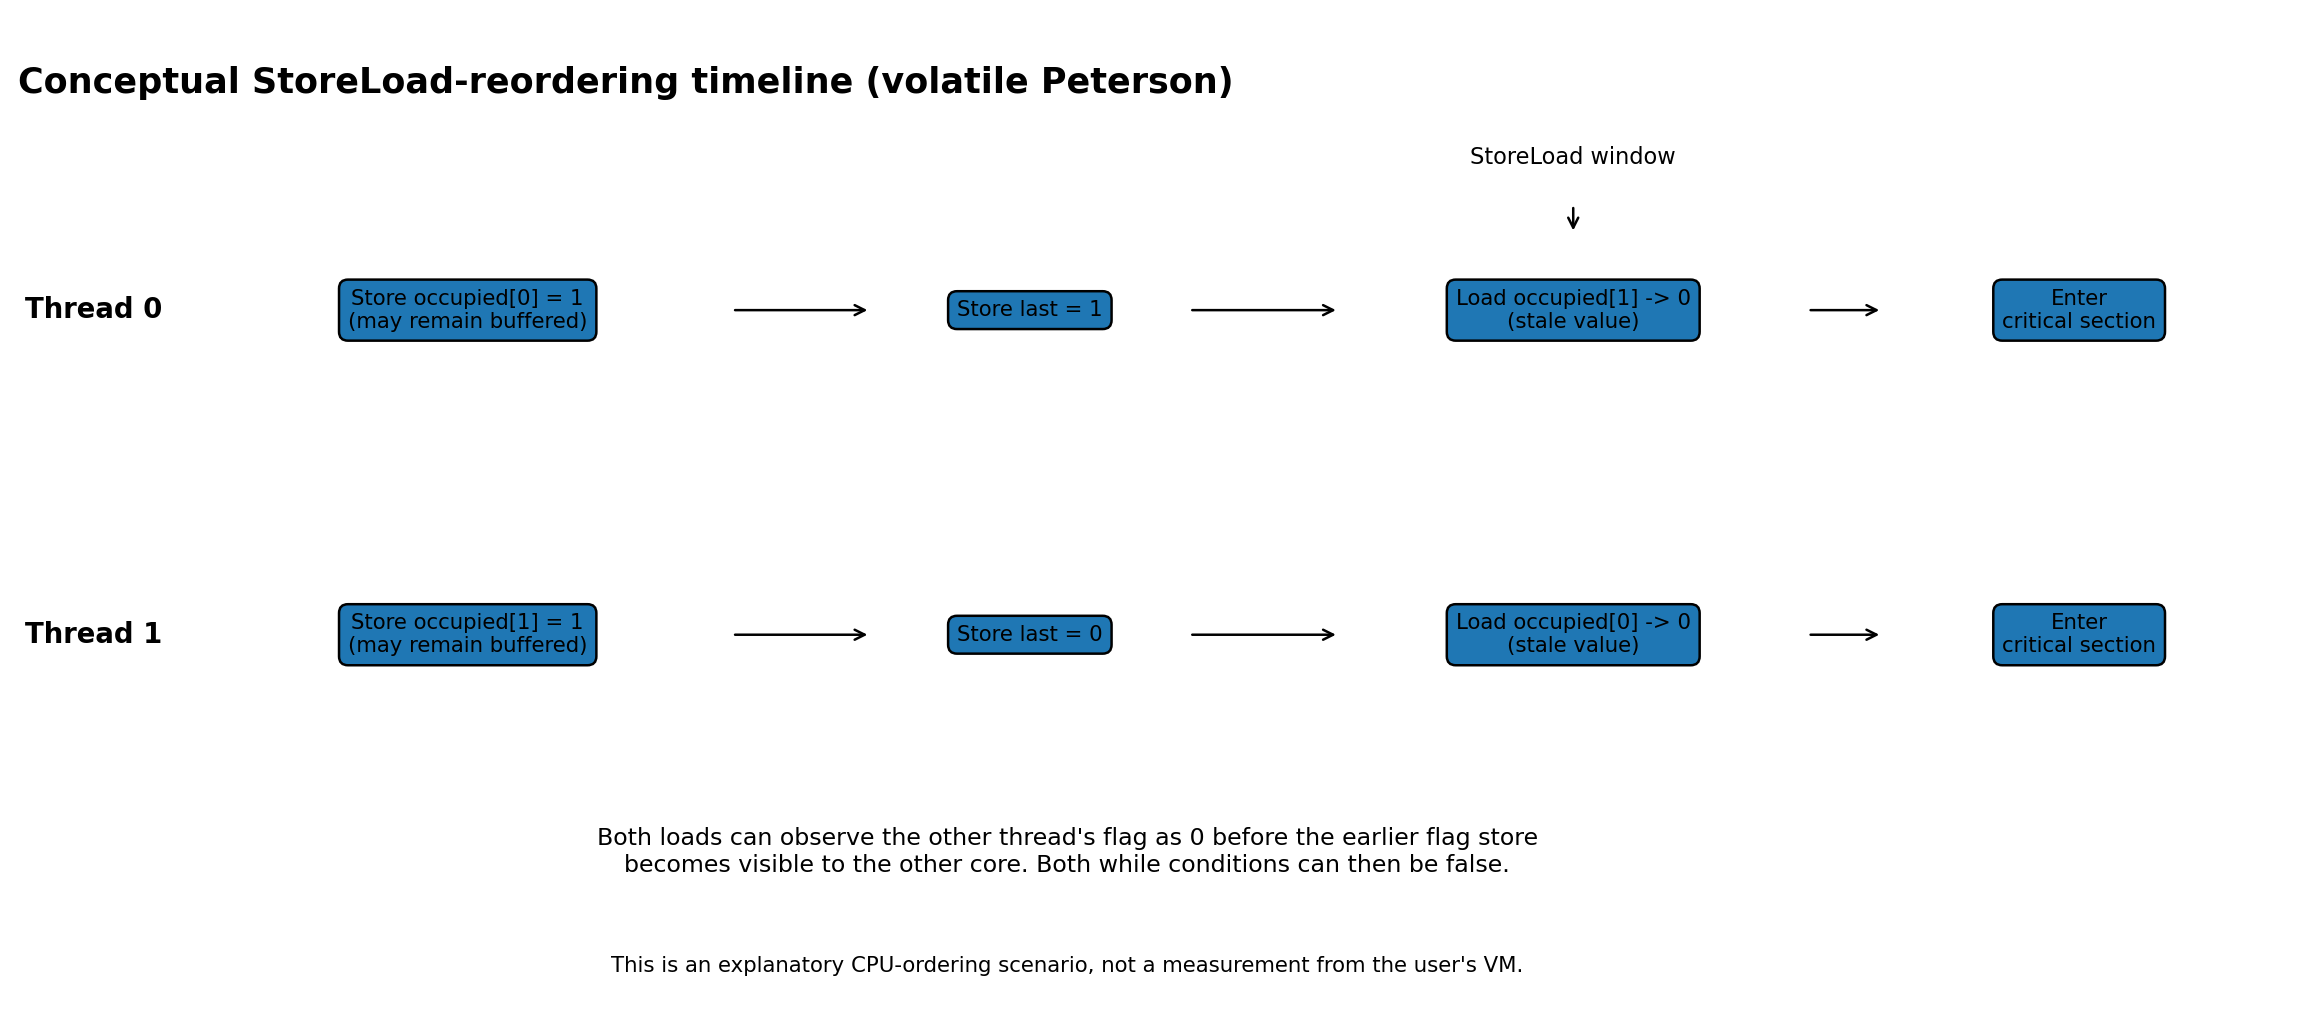 Conceptual StoreLoad-reordering timeline (volatile Peterson)
StoreLoad window
Thread 0
Store occupied[0] = 1
(may remain buffered)
Store last = 1
Load occupied[1] -> 0
(stale value)
Enter
critical section
Thread 1
Store occupied[1] = 1
(may remain buffered)
Store last = 0
Load occupied[0] -> 0
(stale value)
Enter
critical section
Both loads can observe the other thread's flag as 0 before the earlier flag store
becomes visible to the other core. Both while conditions can then be false.
This is an explanatory CPU-ordering scenario, not a measurement from the user's VM.